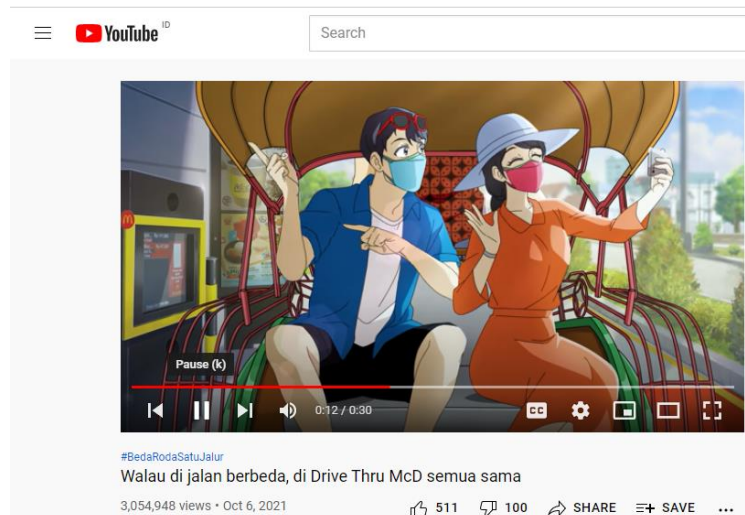 YouTube ID
Search
Pause (k)
0:12 / 0:30
CC
#BedaRodaSatuJalur
Walau di jalan berbeda, di Drive Thru McD semua sama
3,054,948 views • Oct 6, 2021
511 100 SHARE SAVE ...